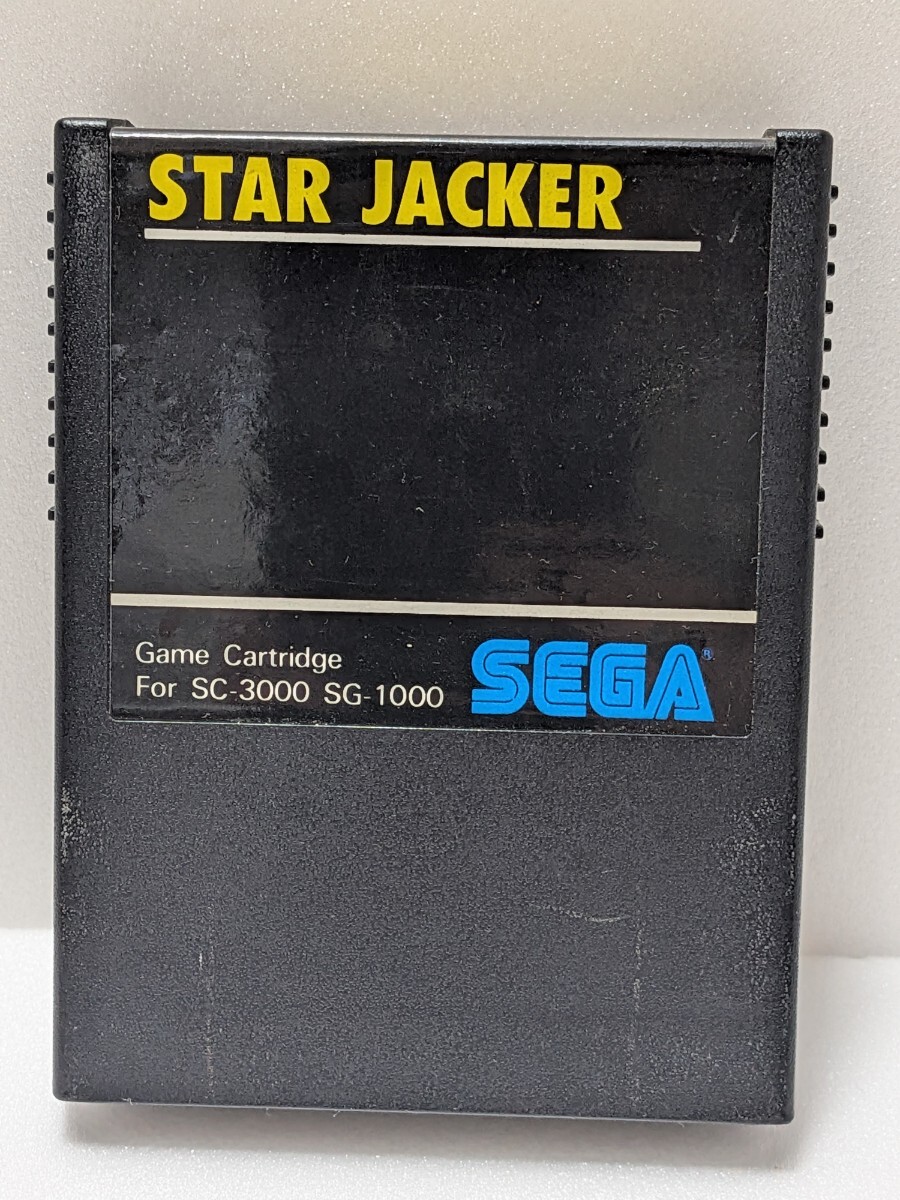 STAR JACKER
Game Cartridge
For SC-3000 SG-1000
SEGA®